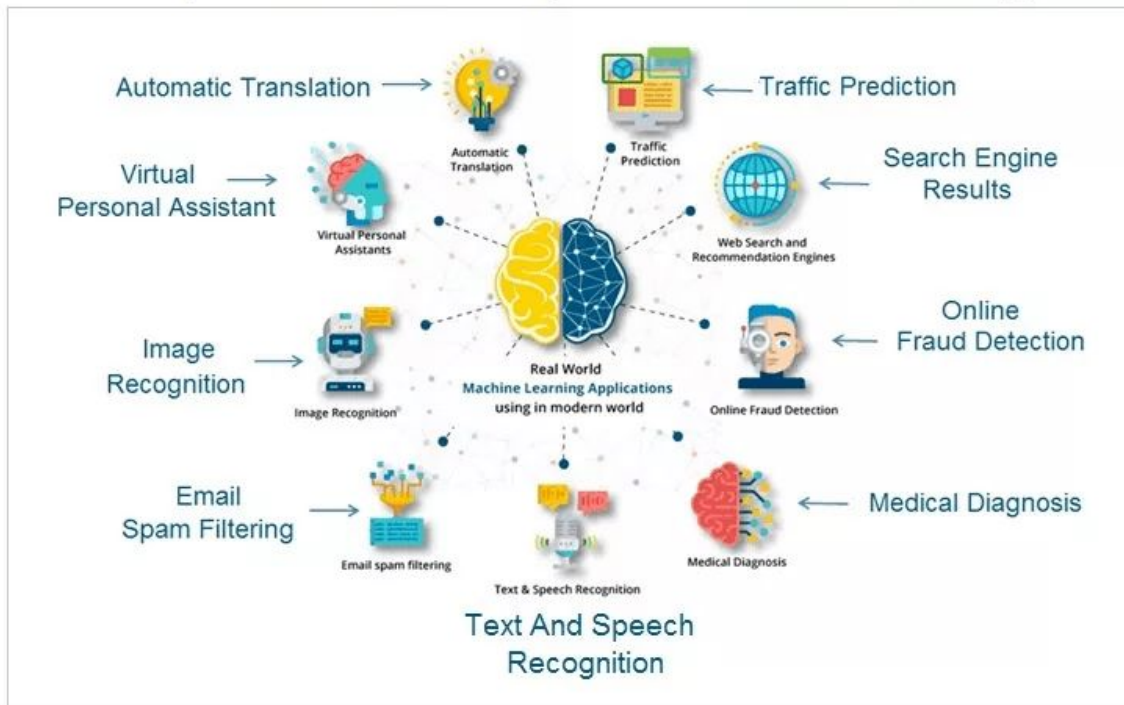 Automatic Translation
Traffic Prediction
Automatic
Translation
Traffic
Prediction
Virtual
Personal Assistant
Virtual Personal
Assistants
Search Engine
Results
Web Search and
Recommendation Engines
Image
Recognition
Image Recognition
Real World
Machine Learning Applications
using in modern world
Online
Fraud Detection
Online Fraud Detection
Email
Spam Filtering
Email spam filtering
Text & Speech Recognition
Medical Diagnosis
Medical Diagnosis
Text And Speech
Recognition